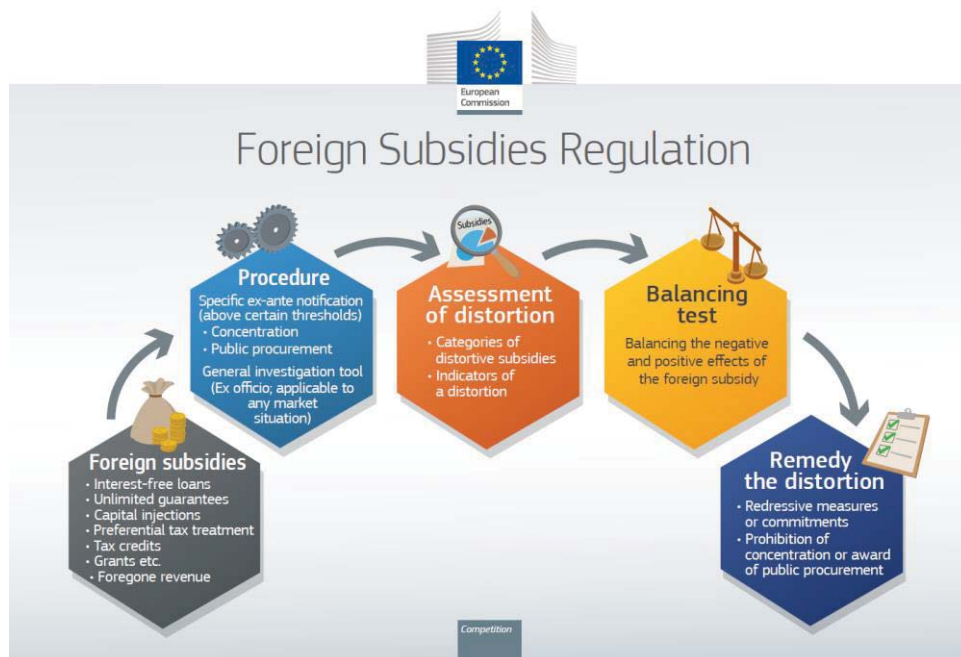 European
Commission
Foreign Subsidies Regulation
Foreign subsidies
• Interest-free loans
• Unlimited guarantees
• Capital injections
• Preferential tax treatment
• Tax credits
• Grants etc.
• Foregone revenue
Procedure
Specific ex-ante notification
(above certain thresholds)
• Concentration
• Public procurement
General investigation tool
(Ex officio; applicable to
any market
situation)
Subsidies
Assessment
of distortion
• Categories of
distortive subsidies
• Indicators of
a distortion
Balancing
test
Balancing the negative
and positive effects of
the foreign subsidy
Remedy
the distortion
• Redressive measures
or commitments
• Prohibition of
concentration or award
of public procurement
Competition